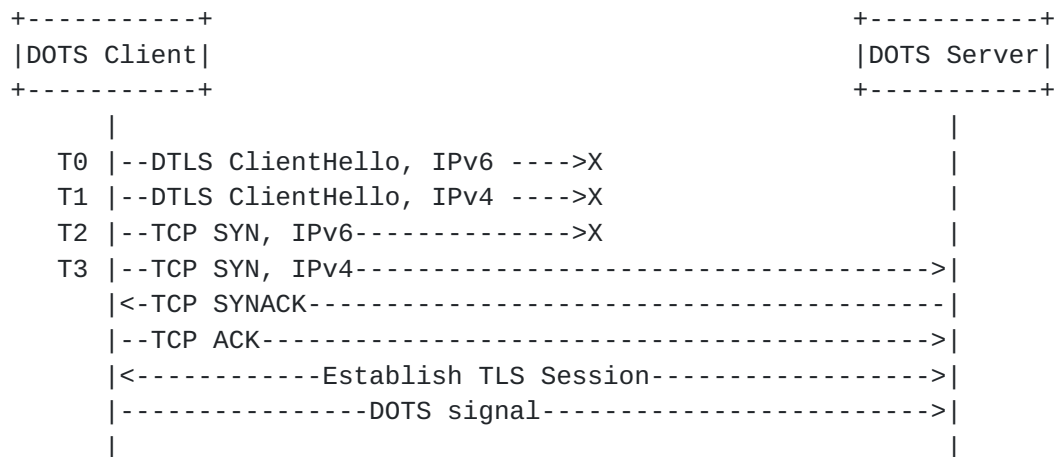 +-----------+                                     +-----------+
|DOTS Client|                                     |DOTS Server|
+-----------+                                     +-----------+
      |                                                 |
   T0 |--DTLS ClientHello, IPv6 ---->X                  |
   T1 |--DTLS ClientHello, IPv4 ---->X                  |
   T2 |--TCP SYN, IPv6-------------->X                  |
   T3 |--TCP SYN, IPv4------------------------------------->|
      |<-TCP SYNACK-----------------------------------------|
      |--TCP ACK------------------------------------------->|
      |<------------Establish TLS Session------------------>|
      |----------------DOTS signal------------------------->|
      |                                                 |